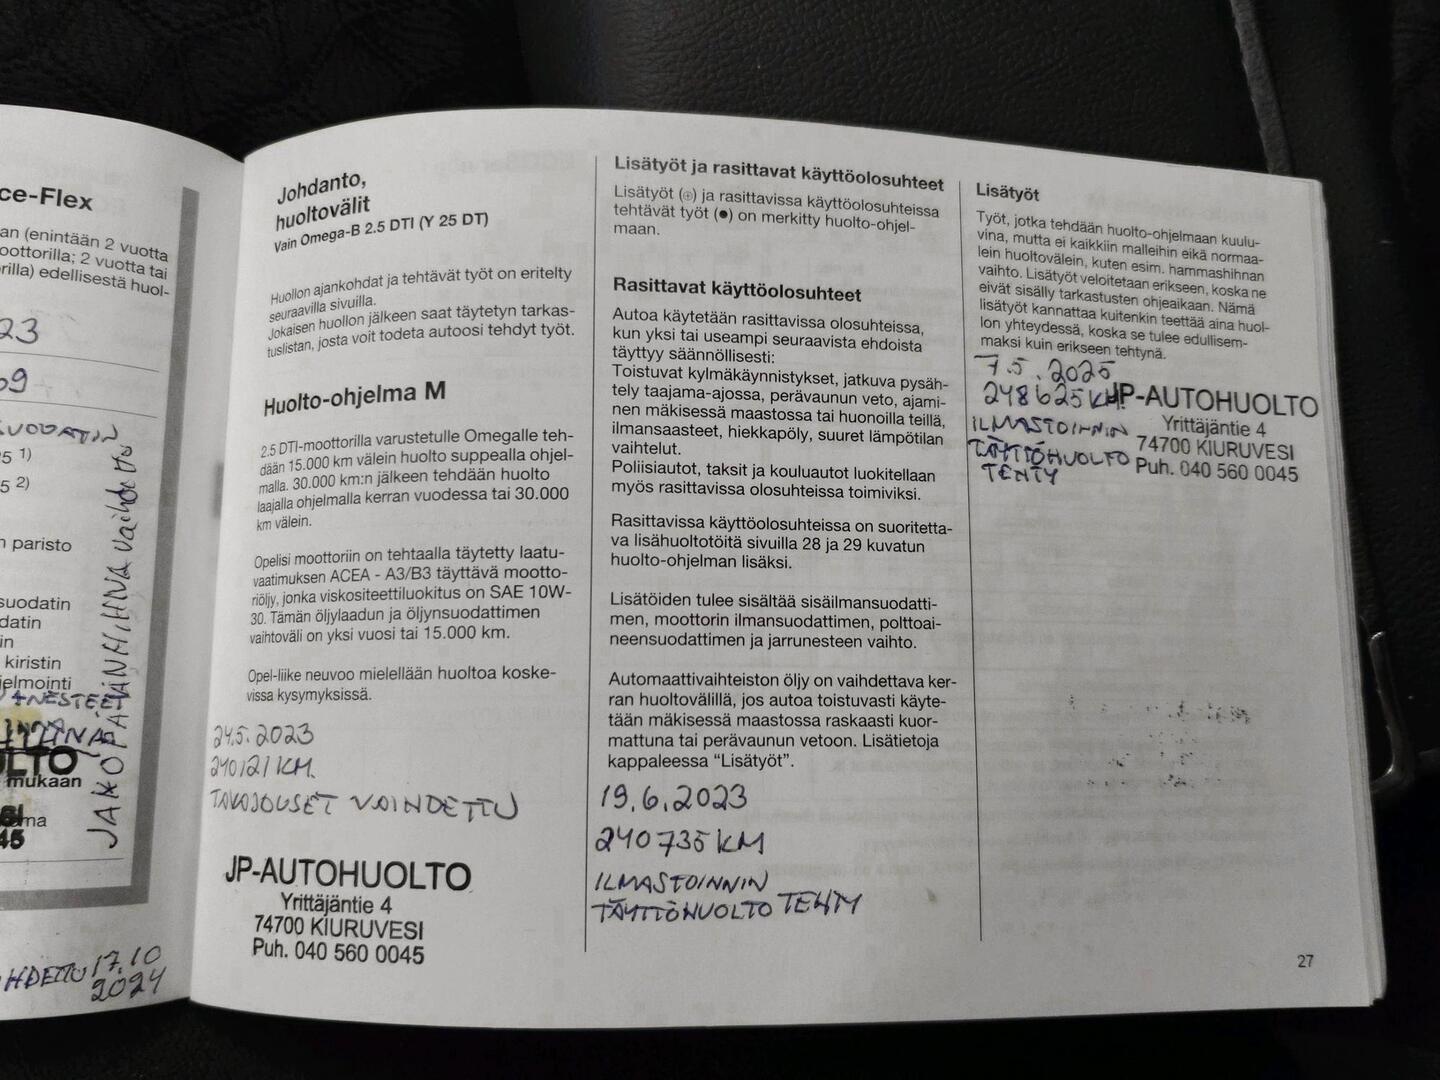 ce-Flex
an (enintään 2 vuotta
oottorilla; 2 vuotta tai
rilla) edellisestä huol-
23
09
25 1)
5 2)
n paristo
suodatin
datin
in
kiristin
jelmointi
mukaan
45
JAKOPÄÄNHIHNA vaihdettu
HDETTU 17.10
2024
Johdanto,
huoltovälit
Vain Omega-B 2.5 DTI (Y 25 DT)
Huollon ajankohdat ja tehtävät työt on eritelty
seuraavilla sivuilla.
Jokaisen huollon jälkeen saat täytetyn tarkas-
tuslistan, josta voit todeta autoosi tehdyt työt.
Huolto-ohjelma M
2.5 DTI-moottorilla varustetulle Omegalle teh-
dään 15.000 km välein huolto suppealla ohjel-
malla. 30.000 km:n jälkeen tehdään huolto
laajalla ohjelmalla kerran vuodessa tai 30.000
km välein.
Opelisi moottoriin on tehtaalla täytetty laatu-
vaatimuksen ACEA - A3/B3 täyttävä mootto-
riöljy, jonka viskositeettiluokitus on SAE 10W-
30. Tämän öljylaadun ja öljynsuodattimen
vaihtoväli on yksi vuosi tai 15.000 km.
Opel-liike neuvoo mielellään huoltoa koske-
vissa kysymyksissä.
24.5.2023
240121 KM.
TAKAJOUSET VAIHDETTU
JP-AUTOHUOLTO
Yrittäjäntie 4
74700 KIURUVESI
Puh. 040 560 0045
Lisätyöt ja rasittavat käyttöolosuhteet
Lisätyöt (⊕) ja rasittavissa käyttöolosuhteissa
tehtävät työt (●) on merkitty huolto-ohjel-
maan.
Rasittavat käyttöolosuhteet
Autoa käytetään rasittavissa olosuhteissa,
kun yksi tai useampi seuraavista ehdoista
täyttyy säännöllisesti:
Toistuvat kylmäkäynnistykset, jatkuva pysäh-
tely taajama-ajossa, perävaunun veto, ajami-
nen mäkisessä maastossa tai huonoilla teillä,
ilmansaasteet, hiekkapöly, suuret lämpötilan
vaihtelut.
Poliisiautot, taksit ja kouluautot luokitellaan
myös rasittavissa olosuhteissa toimiviksi.
Rasittavissa käyttöolosuhteissa on suoritetta-
va lisähuoltotöitä sivuilla 28 ja 29 kuvatun
huolto-ohjelman lisäksi.
Lisätöiden tulee sisältää sisäilmansuodatti-
men, moottorin ilmansuodattimen, polttoai-
neensuodattimen ja jarrunesteen vaihto.
Automaattivaihteiston öljy on vaihdettava ker-
ran huoltovälillä, jos autoa toistuvasti käyte-
tään mäkisessä maastossa raskaasti kuor-
mattuna tai perävaunun vetoon. Lisätietoja
kappaleessa “Lisätyöt”.
19.6.2023
240735 KM
ILMASTOINNIN
TÄYTTÖHUOLTO TEHTY
Lisätyöt
Työt, jotka tehdään huolto-ohjelmaan kuulu-
vina, mutta ei kaikkiin malleihin eikä normaa-
lein huoltovälein, kuten esim. hammashihnan
vaihto. Lisätyöt veloitetaan erikseen, koska ne
eivät sisälly tarkastusten ohjeaikaan. Nämä
lisätyöt kannattaa kuitenkin teettää aina huol-
lon yhteydessä, koska se tulee edullisem-
maksi kuin erikseen tehtynä.
7.5.2025
248625 KM.
ILMASTOINNIN
TÄYTTÖHUOLTO
TEHTY
JP-AUTOHUOLTO
Yrittäjäntie 4
74700 KIURUVESI
Puh. 040 560 0045
27